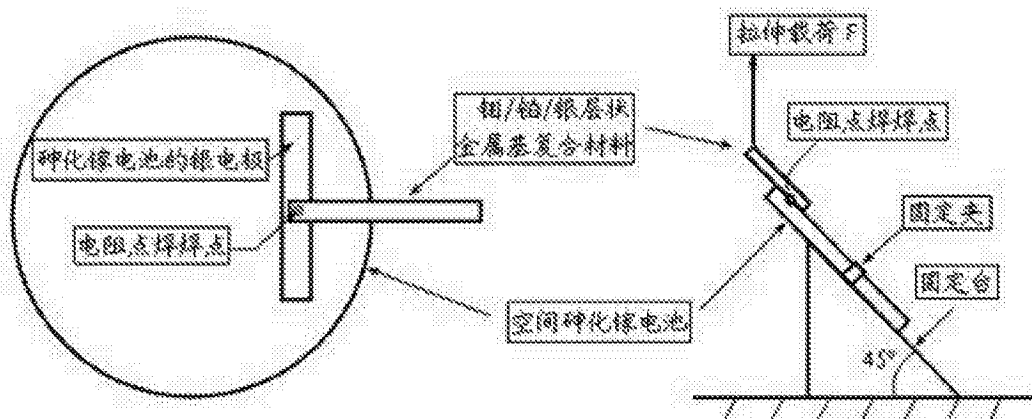 拉伸载荷 F
钼/铂/银层状
金属基复合材料
电阻点焊焊点
砷化镓电池的银电极
固定夹
电阻点焊焊点
固定台
空间砷化镓电池
45°